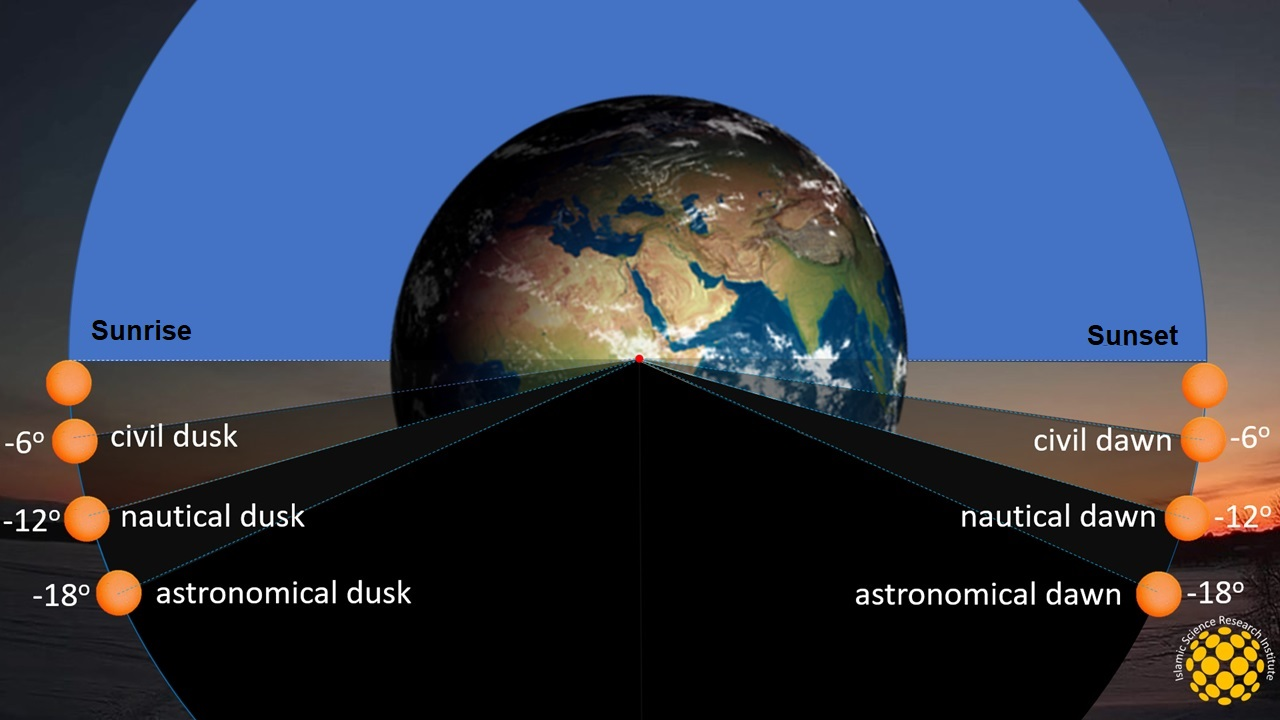 Sunrise
Sunset
-6º
civil dusk
civil dawn
-6º
-12º
nautical dusk
nautical dawn
-12º
-18º
astronomical dusk
astronomical dawn
-18º
Islamic Science Research Institute